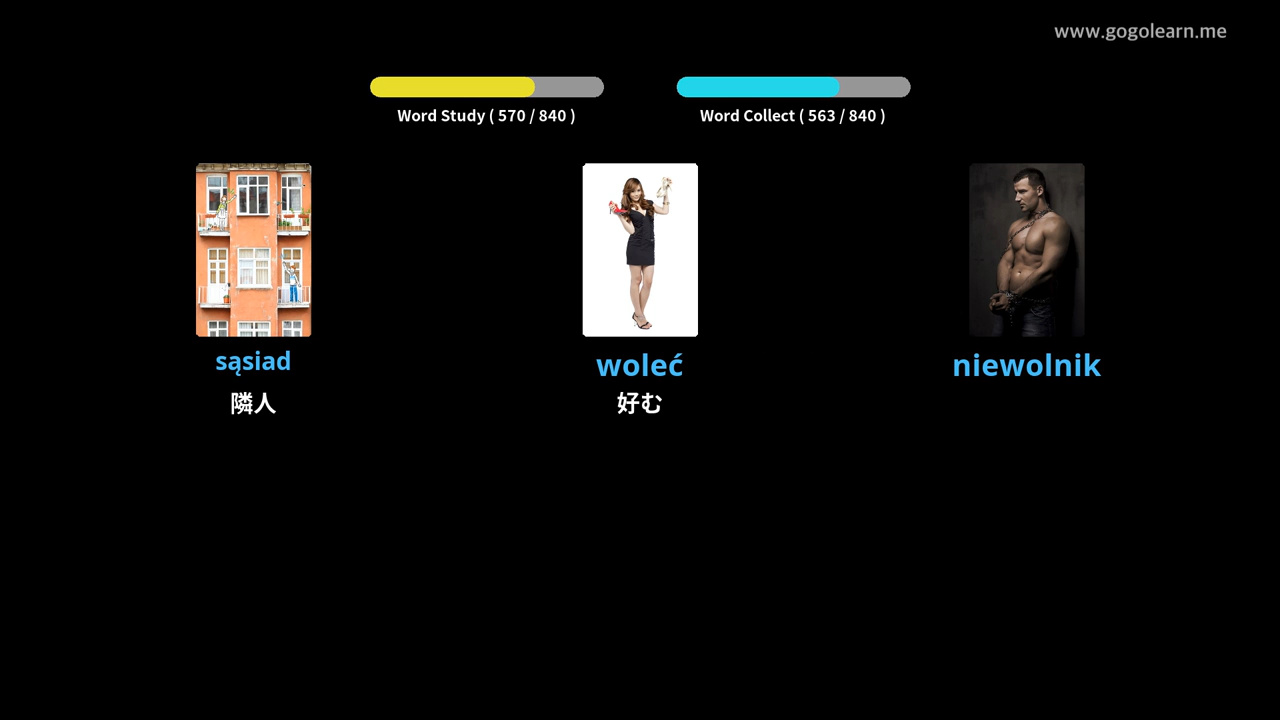 www.gogolearn.me
Word Study ( 570 / 840 )
Word Collect ( 563 / 840 )
sąsiad
隣人
woleć
好む
niewolnik